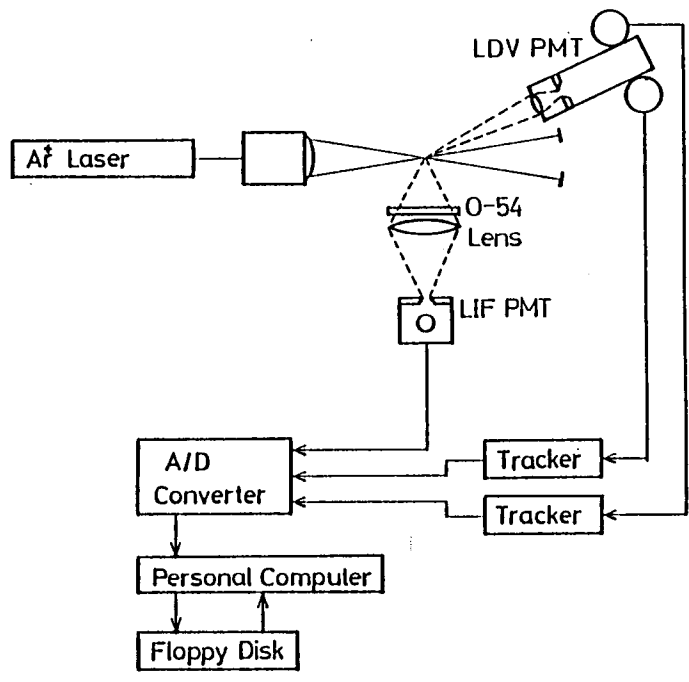 LDV PMT
Ar⁺ Laser
O-54
Lens
LIF PMT
A/D
Converter
Tracker
Tracker
Personal Computer
Floppy Disk